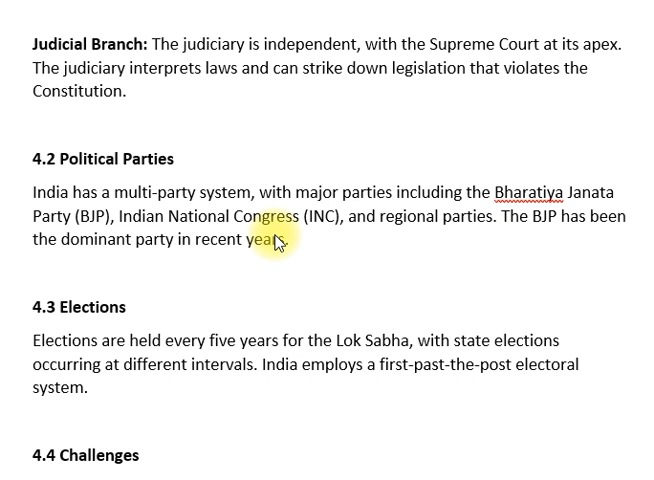 Judicial Branch: The judiciary is independent, with the Supreme Court at its apex.
The judiciary interprets laws and can strike down legislation that violates the
Constitution.
4.2 Political Parties
India has a multi-party system, with major parties including the Bharatiya Janata
Party (BJP), Indian National Congress (INC), and regional parties. The BJP has been
the dominant party in recent years.
4.3 Elections
Elections are held every five years for the Lok Sabha, with state elections
occurring at different intervals. India employs a first-past-the-post electoral
system.
4.4 Challenges